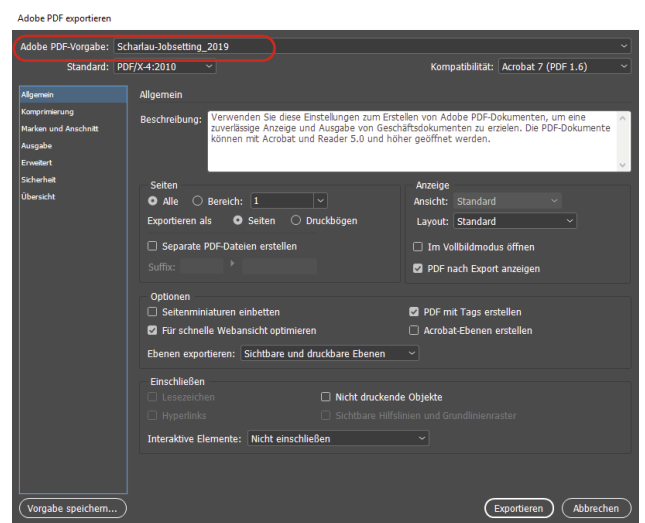 Adobe PDF exportieren
Adobe PDF-Vorgabe: Scharlau-Jobsetting_2019
Standard: PDF/X-4:2010 Kompatibilität: Acrobat 7 (PDF 1.6)
Allgemein
Komprimierung
Marken und Anschnitt
Ausgabe
Erweitert
Sicherheit
Übersicht
Allgemein
Beschreibung: Verwenden Sie diese Einstellungen zum Erstellen von Adobe PDF-Dokumenten, um eine
zuverlässige Anzeige und Ausgabe von Geschäftsdokumenten zu erzielen. Die PDF-Dokumente
können mit Acrobat und Reader 5.0 und höher geöffnet werden.
Seiten
Alle Bereich: 1
Exportieren als Seiten Druckbögen
Separate PDF-Dateien erstellen
Suffix:
Anzeige
Ansicht: Standard
Layout: Standard
Im Vollbildmodus öffnen
PDF nach Export anzeigen
Optionen
Seitenminiaturen einbetten PDF mit Tags erstellen
Für schnelle Webansicht optimieren Acrobat-Ebenen erstellen
Ebenen exportieren: Sichtbare und druckbare Ebenen
Einschließen
Lesezeichen Nicht druckende Objekte
Hyperlinks Sichtbare Hilfslinien und Grundlinienraster
Interaktive Elemente: Nicht einschließen
Vorgabe speichern... Exportieren Abbrechen